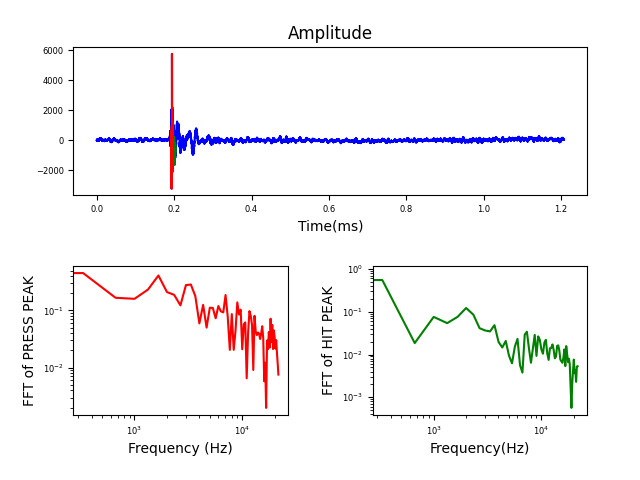 Amplitude
6000
4000
2000
0
−2000
0.0 0.2 0.4 0.6 0.8 1.0 1.2
Time(ms)
FFT of PRESS PEAK
10⁻¹
10⁻²
10³ 10⁴
Frequency (Hz)
FFT of HIT PEAK
10⁰
10⁻¹
10⁻²
10⁻³
10³ 10⁴
Frequency(Hz)